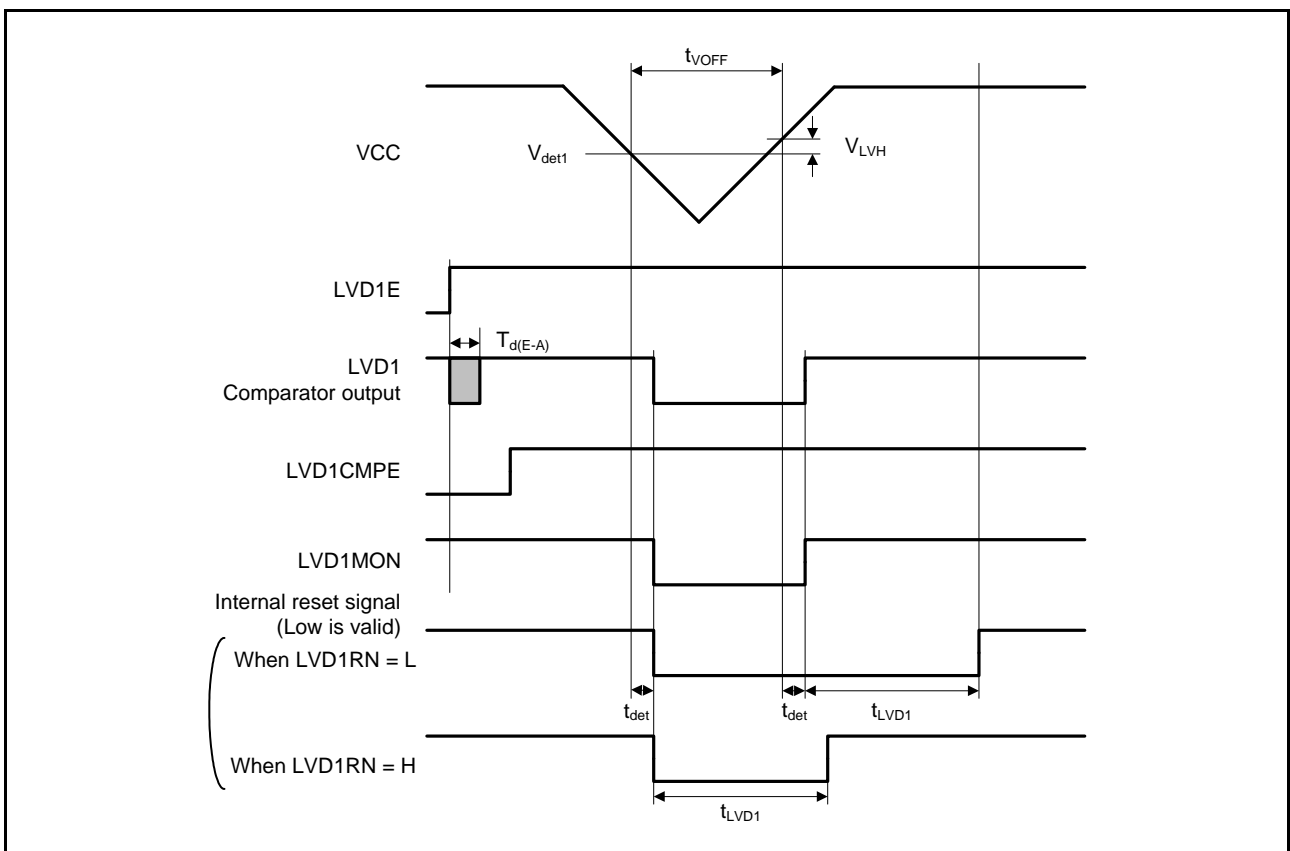 tVOFF
VCC
Vdet1
VLVH
LVD1E
Td(E-A)
LVD1
Comparator output
LVD1CMPE
LVD1MON
Internal reset signal
(Low is valid)
When LVD1RN = L
tdet
tdet
tLVD1
When LVD1RN = H
tLVD1